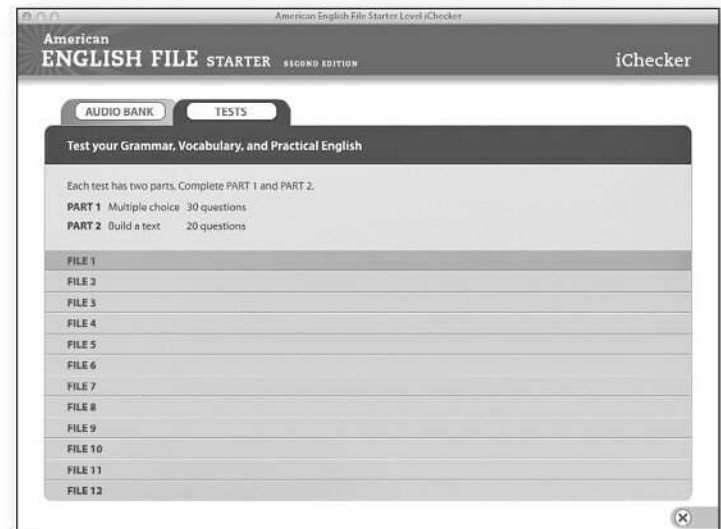 American English File Starter Level iChecker
American
ENGLISH FILE STARTER SECOND EDITION
iChecker
AUDIO BANK
TESTS
Test your Grammar, Vocabulary, and Practical English
Each test has two parts. Complete PART 1 and PART 2.
PART 1 Multiple choice 30 questions
PART 2 Build a text 20 questions
FILE 1
FILE 2
FILE 3
FILE 4
FILE 5
FILE 6
FILE 7
FILE 8
FILE 9
FILE 10
FILE 11
FILE 12